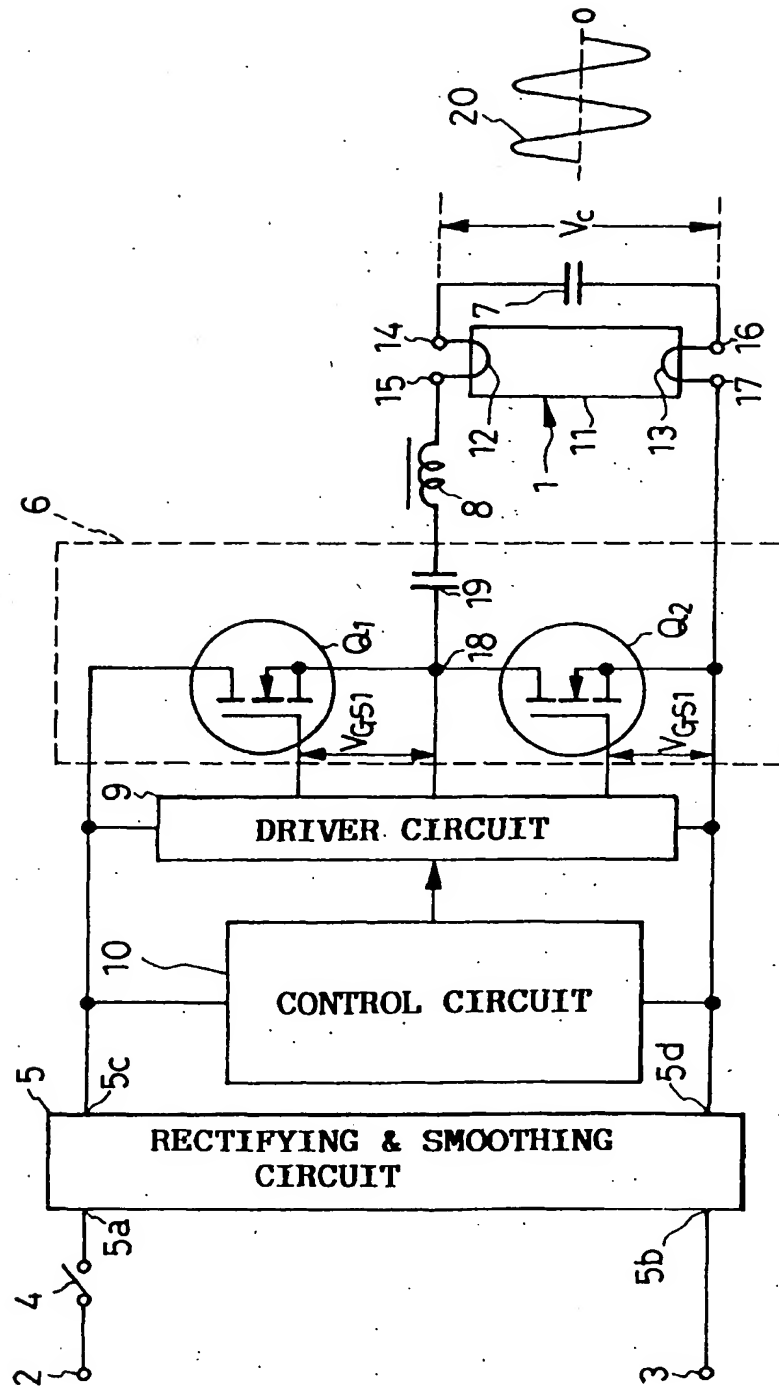 2
4
3
5a
5
5c
RECTIFYING & SMOOTHING
CIRCUIT
5b
5d
10
CONTROL CIRCUIT
9
DRIVER CIRCUIT
6
Q1
VGS1
18
19
Q2
VGS1
8
15
14
12
1
11
13
17
16
7
Vc
20
0